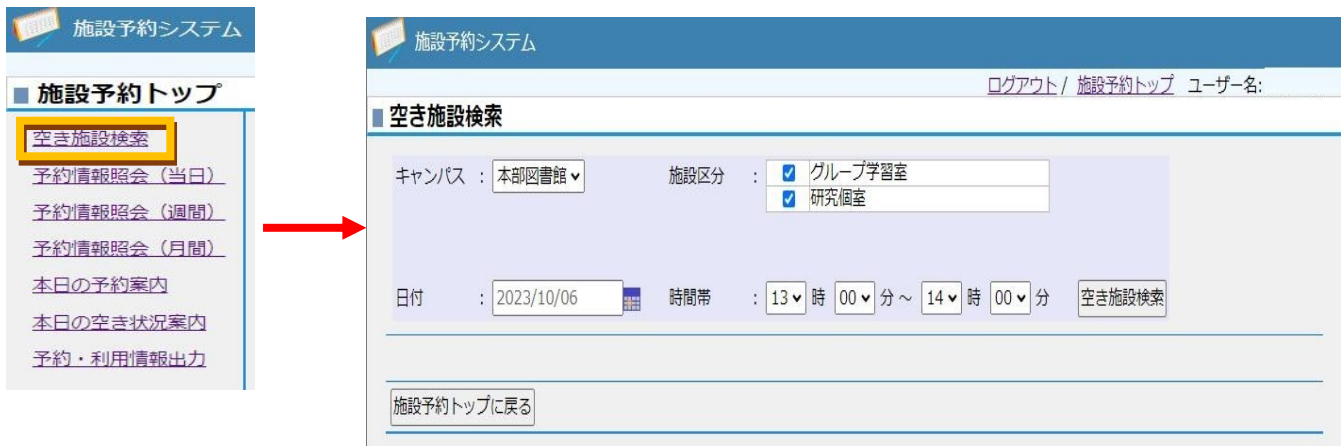 施設予約システム
■ 施設予約トップ
空き施設検索
予約情報照会（当日）
予約情報照会（週間）
予約情報照会（月間）
本日の予約案内
本日の空き状況案内
予約・利用情報出力
施設予約システム
ログアウト / 施設予約トップ ユーザー名:
■ 空き施設検索
キャンパス : 本部図書館 施設区分 : グループ学習室
研究個室
日付 : 2023/10/06 時間帯 : 13 時 00 分 ～ 14 時 00 分 空き施設検索
施設予約トップに戻る